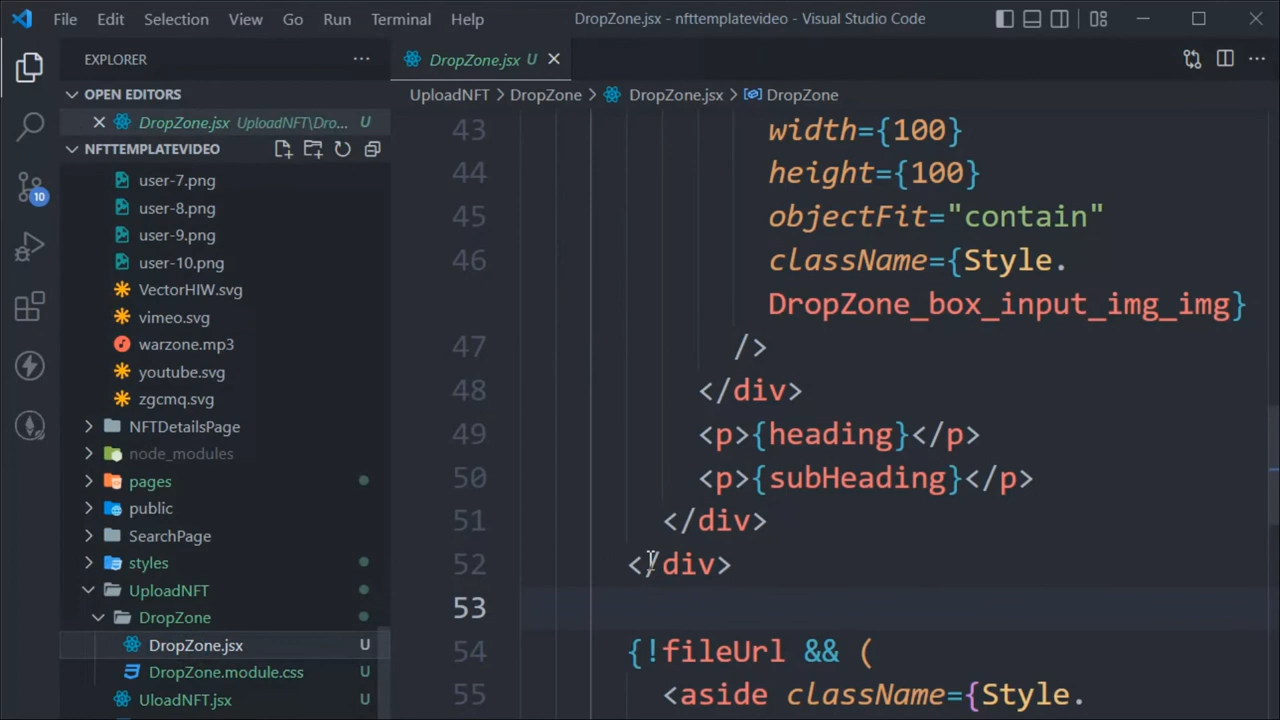 File Edit Selection View Go Run Terminal Help DropZone.jsx - nfttemplatevideo - Visual Studio Code
EXPLORER
OPEN EDITORS
DropZone.jsx UploadNFT\Dro... U
NFTTEMPLATEVIDEO
user-7.png
user-8.png
user-9.png
user-10.png
VectorHIW.svg
vimeo.svg
warzone.mp3
youtube.svg
zgcmq.svg
NFTDetailsPage
node_modules
pages
public
SearchPage
styles
UploadNFT
DropZone
DropZone.jsx U
DropZone.module.css U
UloadNFT.jsx U
10
DropZone.jsx U
UploadNFT > DropZone > DropZone.jsx > DropZone
43 width={100}
44 height={100}
45 objectFit="contain"
46 className={Style.
DropZone_box_input_img_img}
47 />
48 </div>
49 <p>{heading}</p>
50 <p>{subHeading}</p>
51 </div>
52 </div>
53
54 {!fileUrl && (
55 <aside className={Style.